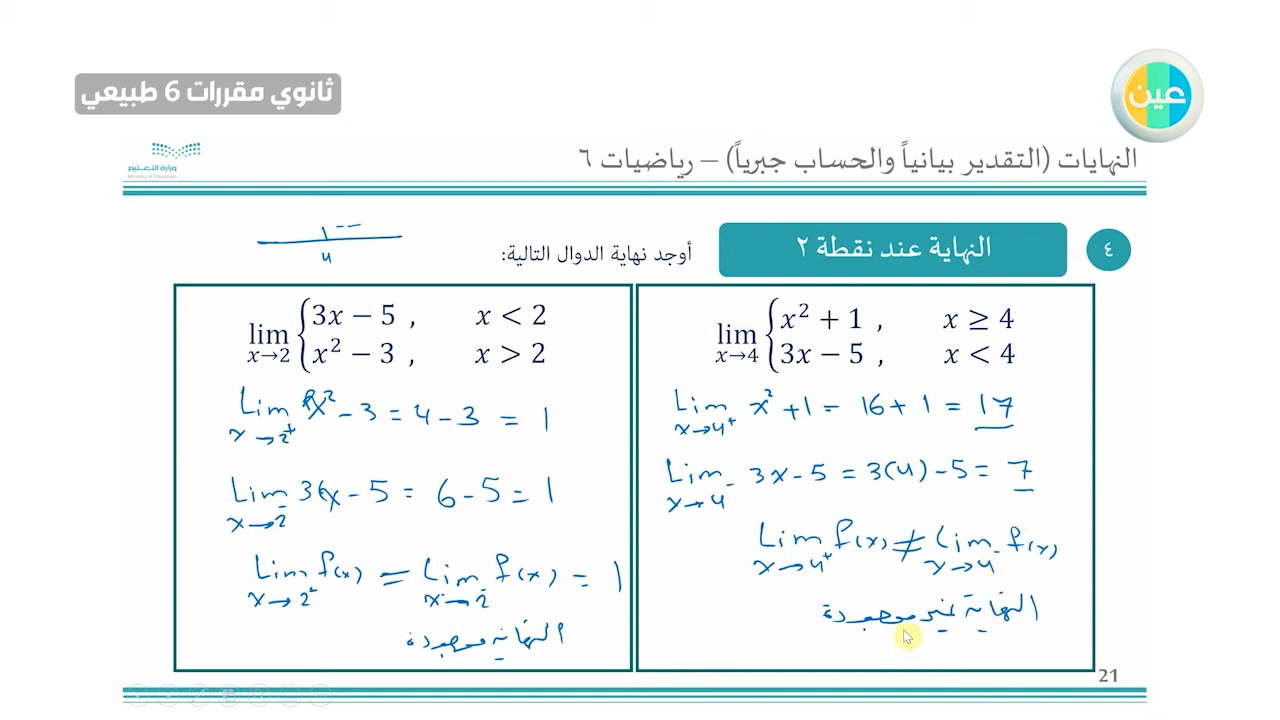 ثانوي مقررات 6 طبيعي
عين
وزارة التعليم
Ministry of Education
النهايات (التقدير بيانياً والحساب جبرياً) – رياضيات ٦
٤
النهاية عند نقطة ٢
أوجد نهاية الدوال التالية:
4
lim x→4 { x² + 1 , x ≥ 4
3x − 5 , x < 4
Lim x→4⁺ x² + 1 = 16 + 1 = 17
Lim x→4⁻ 3x - 5 = 3(4) - 5 = 7
Lim x→4⁺ f(x) ≠ Lim x→4⁻ f(x)
النهاية غير موجودة
lim x→2 { 3x − 5 , x < 2
x² − 3 , x > 2
Lim x→2⁺ x² - 3 = 4 - 3 = 1
Lim x→2⁻ 3x - 5 = 6 - 5 = 1
Lim x→2⁺ f(x) = Lim x→2⁻ f(x) = 1
النهاية موجودة
21